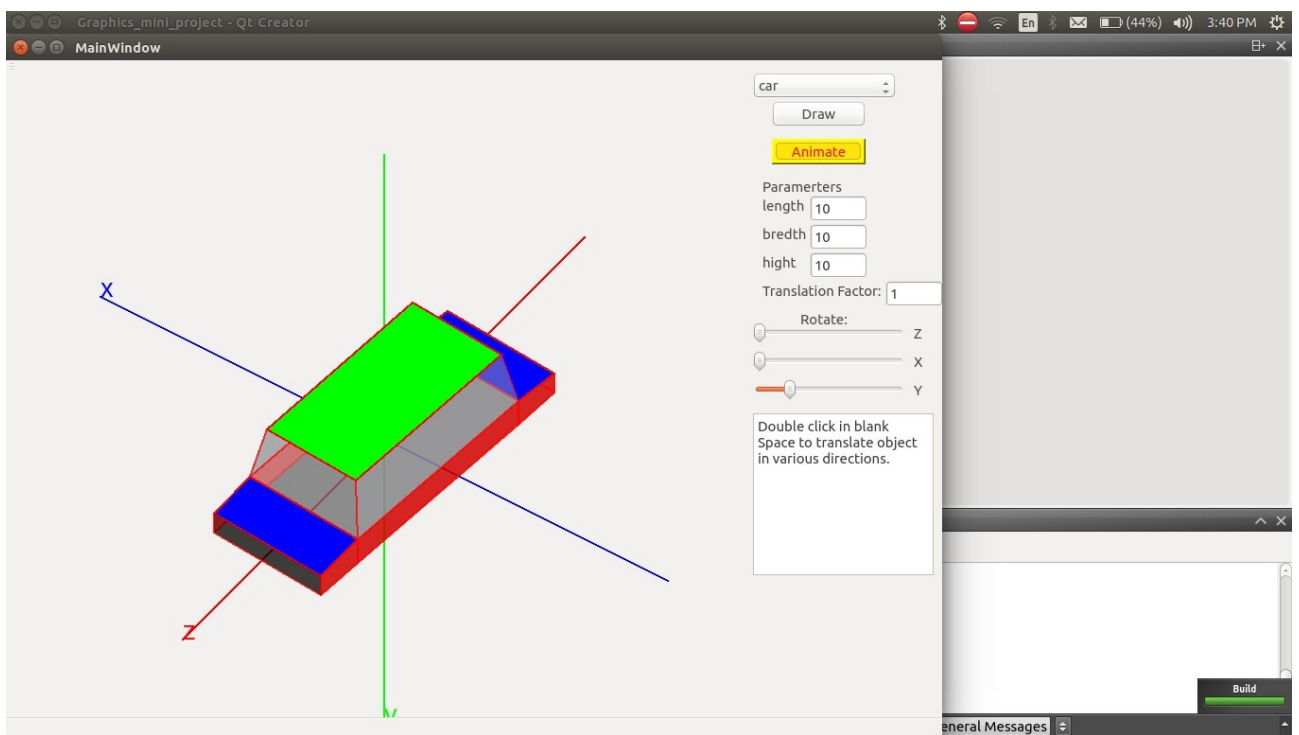 Graphics_mini_project - Qt Creator
En
(44%)
3:40 PM
MainWindow
car
Draw
Animate
Paramerters
length 10
bredth 10
hight 10
Translation Factor: 1
Rotate:
Z
X
Y
Double click in blank
Space to translate object
in various directions.
X
Z
Build
eneral Messages